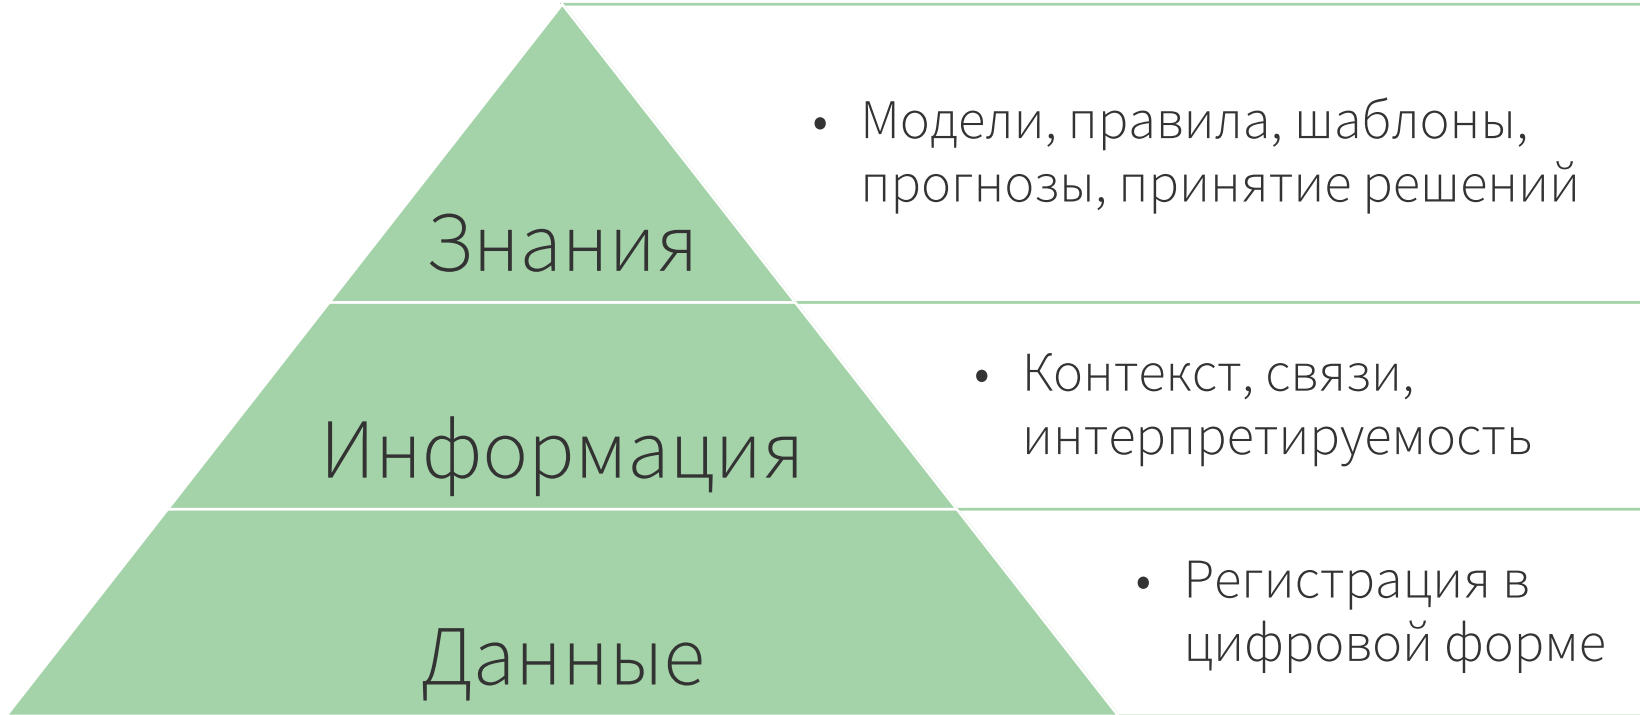 • Модели, правила, шаблоны,
прогнозы, принятие решений
Знания
• Контекст, связи,
интерпретируемость
Информация
• Регистрация в
цифровой форме
Данные